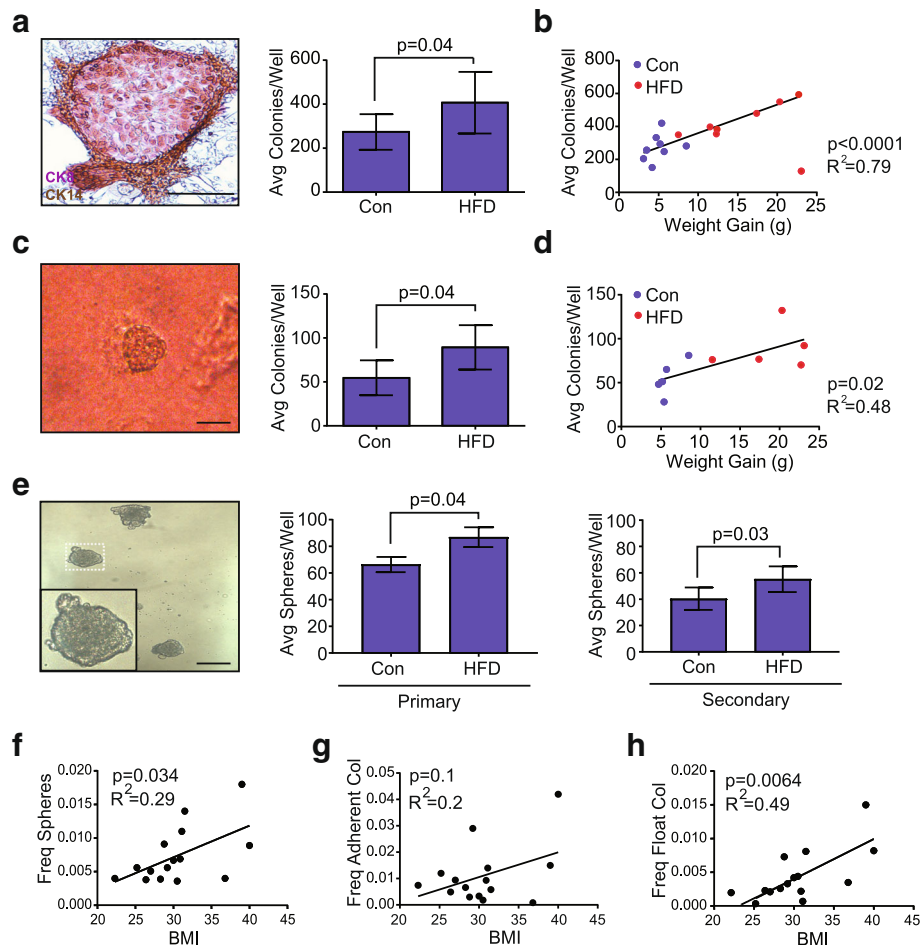 a
CK8
CK14
Avg Colonies/Well
600
400
200
0
p=0.04
Con
HFD
b
Avg Colonies/Well
800
600
400
200
0
Con
HFD
p<0.0001
R²=0.79
0 5 10 15 20 25
Weight Gain (g)
c
Avg Colonies/Well
150
100
50
0
p=0.04
Con
HFD
d
Avg Colonies/Well
150
100
50
0
Con
HFD
p=0.02
R²=0.48
0 5 10 15 20 25
Weight Gain (g)
e
Avg Spheres/Well
100
80
60
40
20
0
p=0.04
Con
HFD
Primary
Avg Spheres/Well
100
80
60
40
20
0
p=0.03
Con
HFD
Secondary
f
Freq Spheres
0.020
0.015
0.010
0.005
0.000
p=0.034
R²=0.29
20 25 30 35 40 45
BMI
g
Freq Adherent Col
0.05
0.04
0.03
0.02
0.01
0.00
p=0.1
R²=0.2
20 25 30 35 40 45
BMI
h
Freq Float Col
0.020
0.015
0.010
0.005
0.000
p=0.0064
R²=0.49
20 25 30 35 40 45
BMI